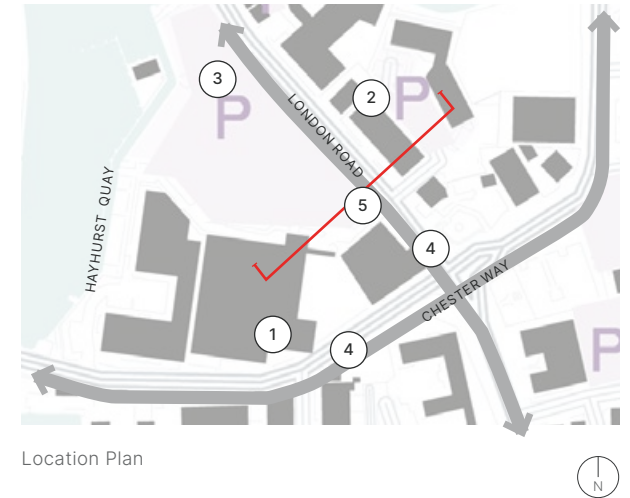 3
2
P
P
LONDON ROAD
HAYHURST QUAY
5
4
CHESTER WAY
1
4
P
Location Plan
N